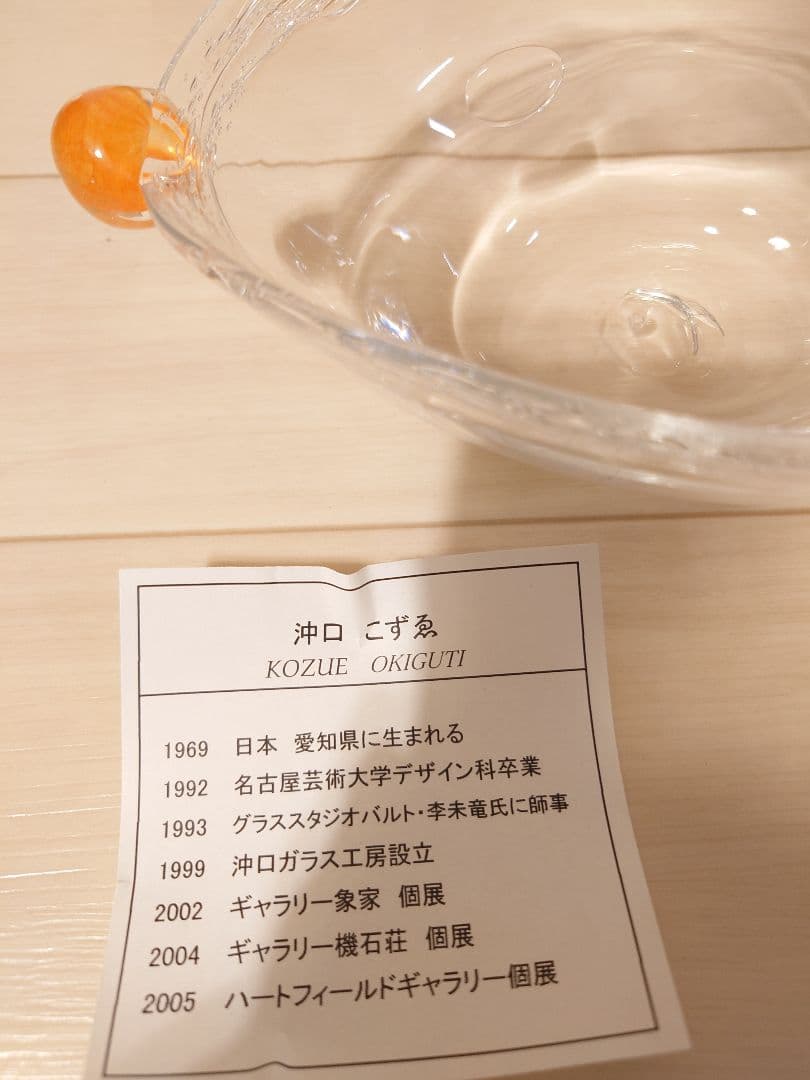 沖口 こずゑ
KOZUE OKIGUTI
1969 日本 愛知県に生まれる
1992 名古屋芸術大学デザイン科卒業
1993 グラススタジオバルト・李未竜氏に師事
1999 沖口ガラス工房設立
2002 ギャラリー象家 個展
2004 ギャラリー機石荘 個展
2005 ハートフィールドギャラリー個展